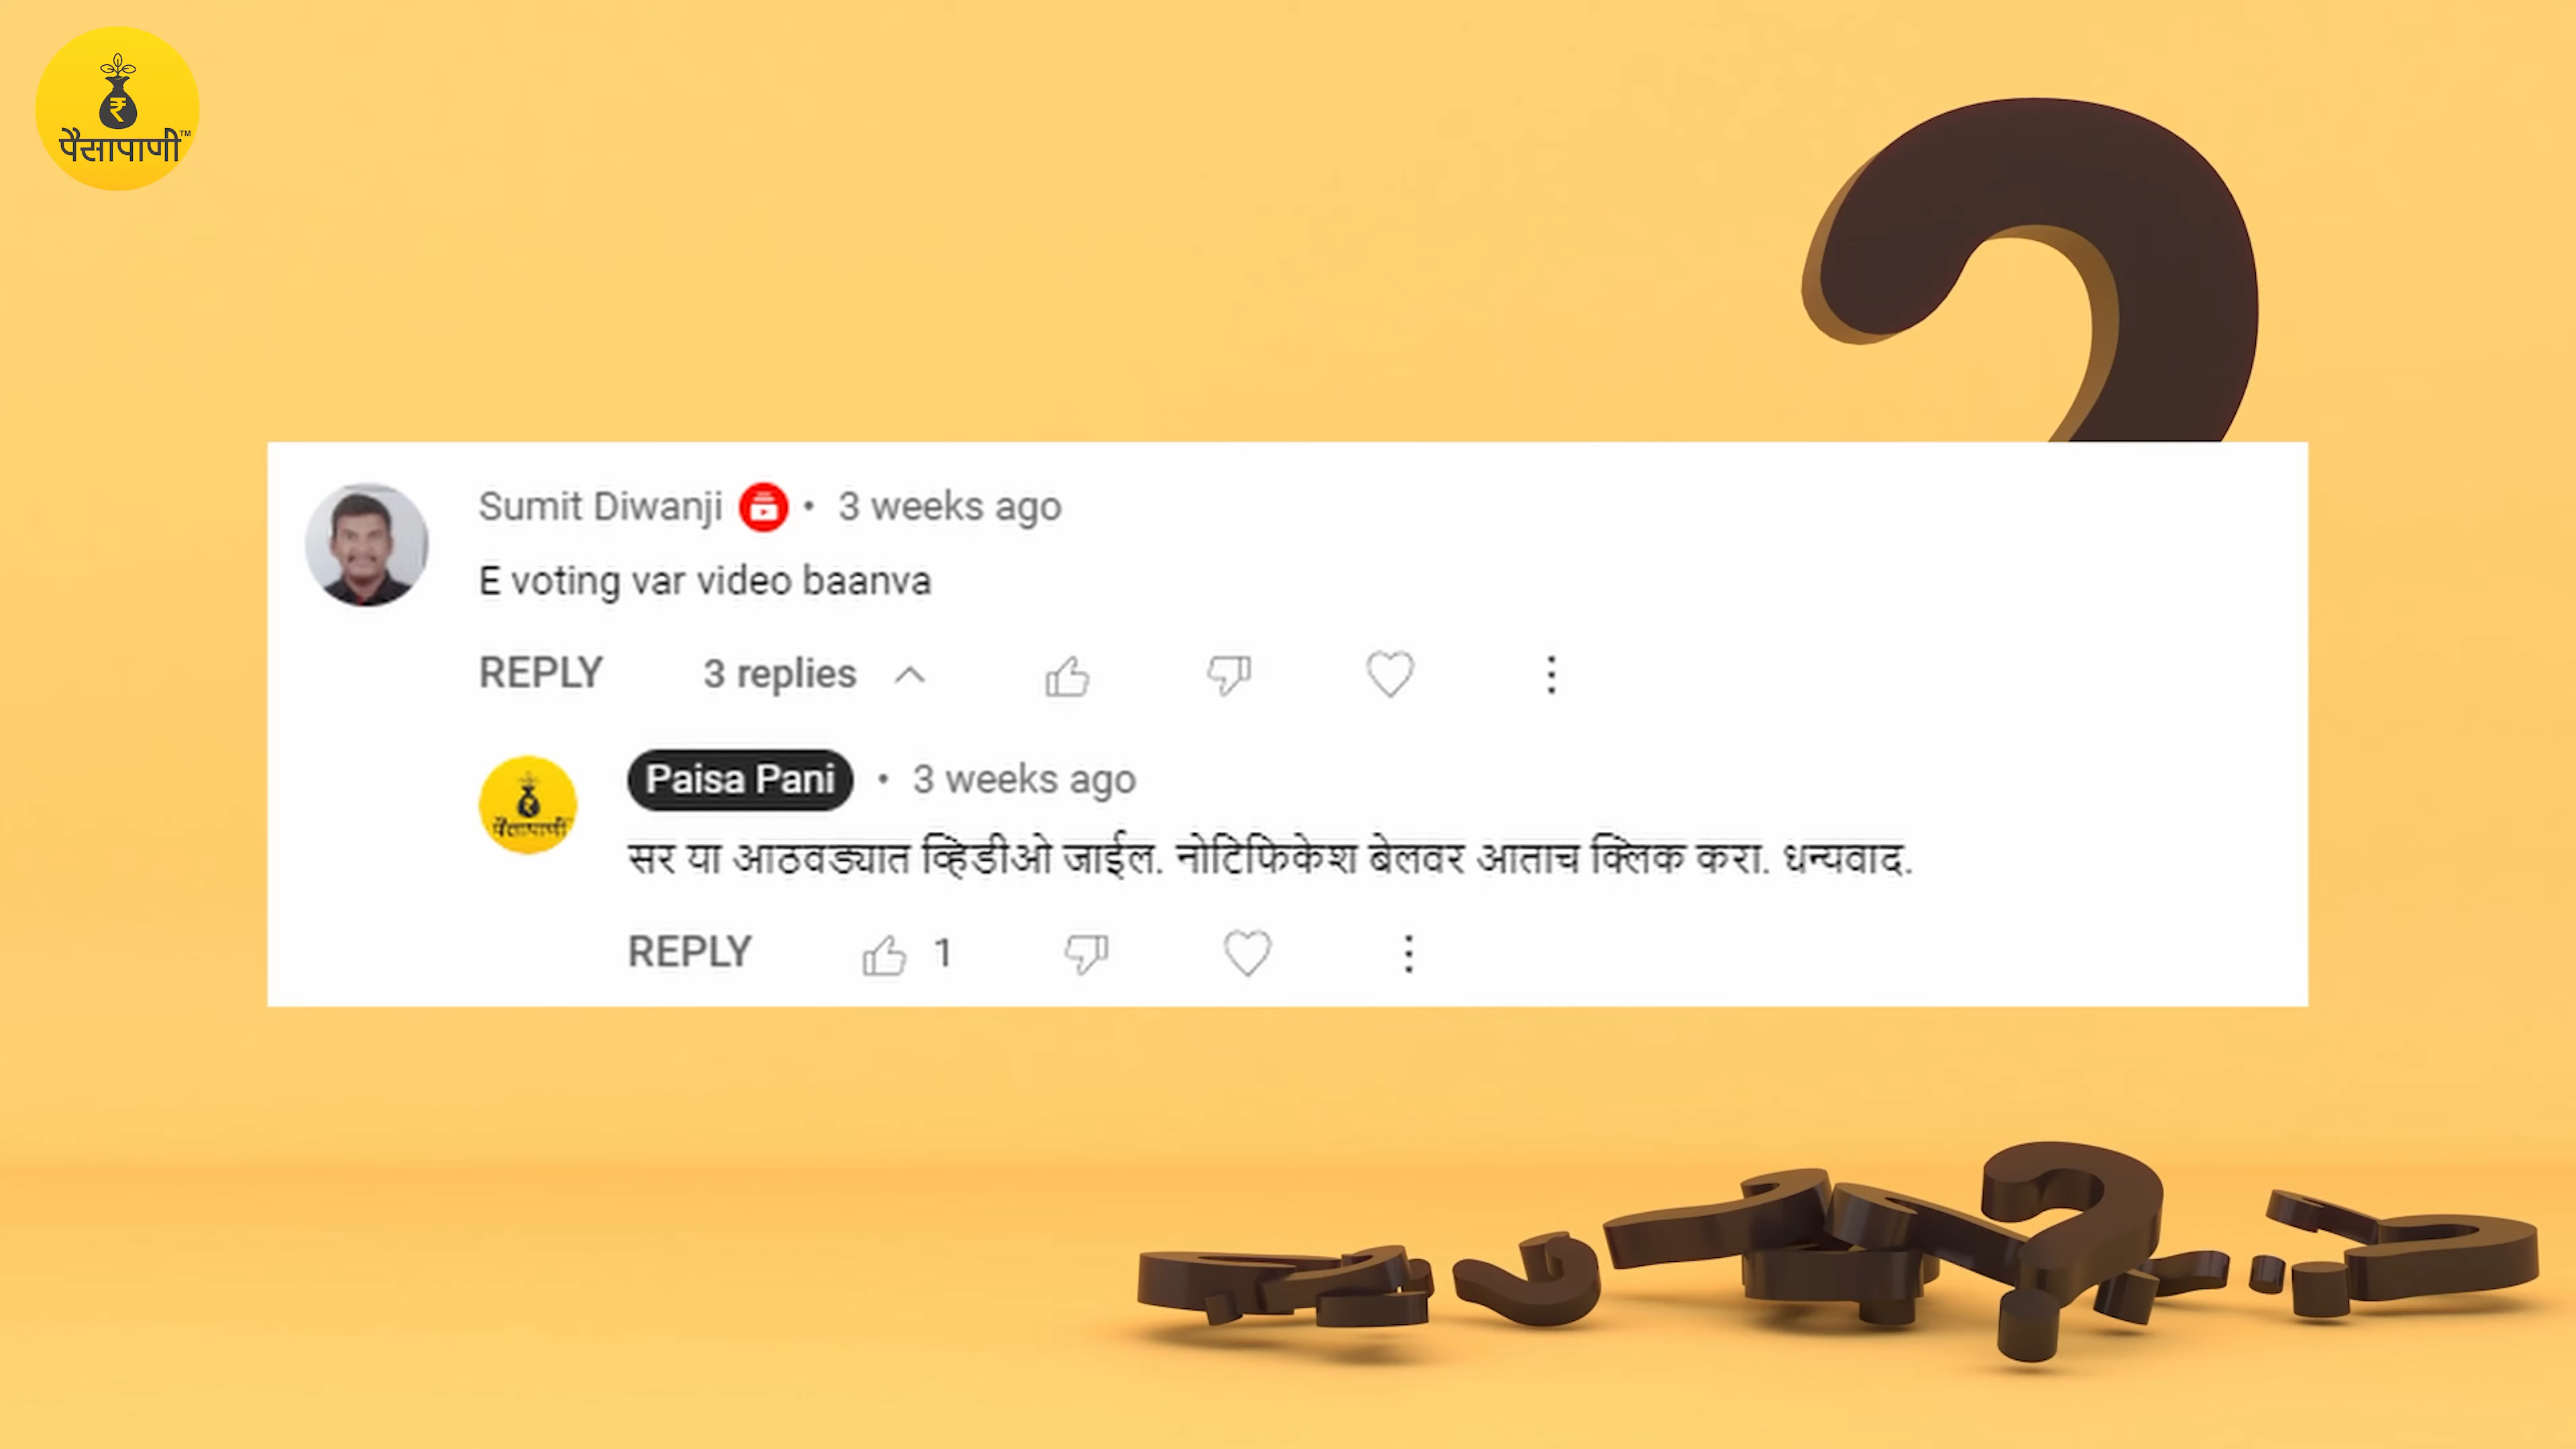 पैसापाणी™
Sumit Diwanji • 3 weeks ago
E voting var video baanva
REPLY 3 replies
पैसापाणी
Paisa Pani • 3 weeks ago
सर या आठवड्यात व्हिडीओ जाईल. नोटिफिकेश बेलवर आताच क्लिक करा. धन्यवाद.
REPLY 1